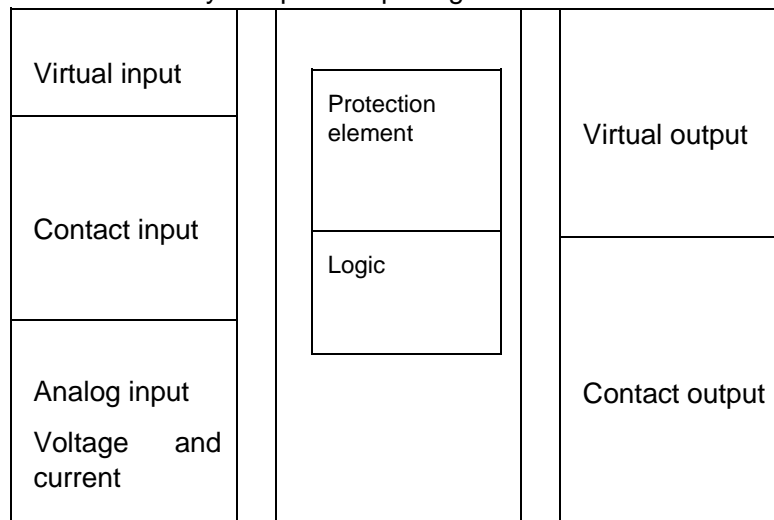 Virtual input
Contact input
Analog input
Voltage and
current
Protection
element
Logic
Virtual output
Contact output